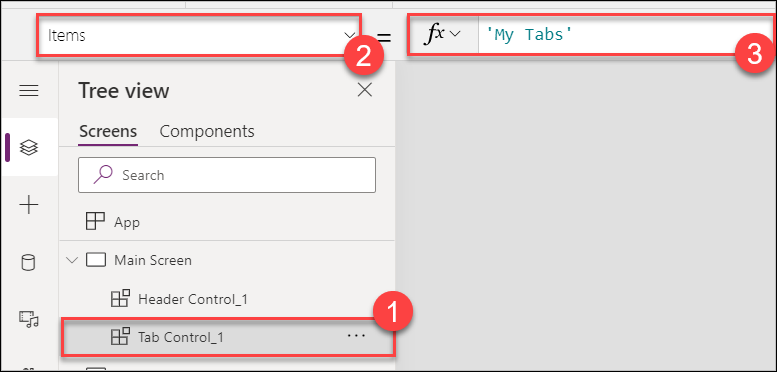 Items
2
=
fx
'My Tabs'
3
Tree view
Screens
Components
Search
App
Main Screen
Header Control_1
1
Tab Control_1
...